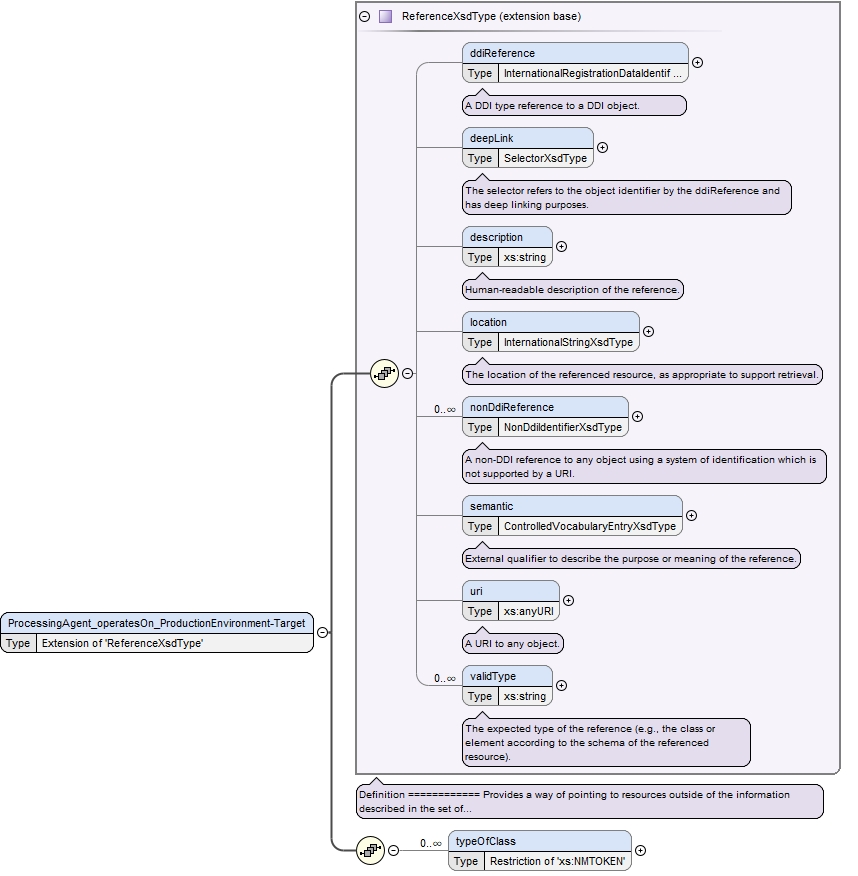 ReferenceXsdType (extension base)
ddiReference
Type InternationalRegistrationDataIdentif ...
A DDI type reference to a DDI object.
deepLink
Type SelectorXsdType
The selector refers to the object identifier by the ddiReference and
has deep linking purposes.
description
Type xs:string
Human-readable description of the reference.
location
Type InternationalStringXsdType
The location of the referenced resource, as appropriate to support retrieval.
0..∞ nonDdiReference
Type NonDdiIdentifierXsdType
A non-DDI reference to any object using a system of identification which is
not supported by a URI.
semantic
Type ControlledVocabularyEntryXsdType
External qualifier to describe the purpose or meaning of the reference.
uri
Type xs:anyURI
A URI to any object.
0..∞ validType
Type xs:string
The expected type of the reference (e.g., the class or
element according to the schema of the referenced
resource).
Definition ============ Provides a way of pointing to resources outside of the information
described in the set of...
ProcessingAgent_operatesOn_ProductionEnvironment-Target
Type Extension of 'ReferenceXsdType'
0..∞ typeOfClass
Type Restriction of 'xs:NMTOKEN'